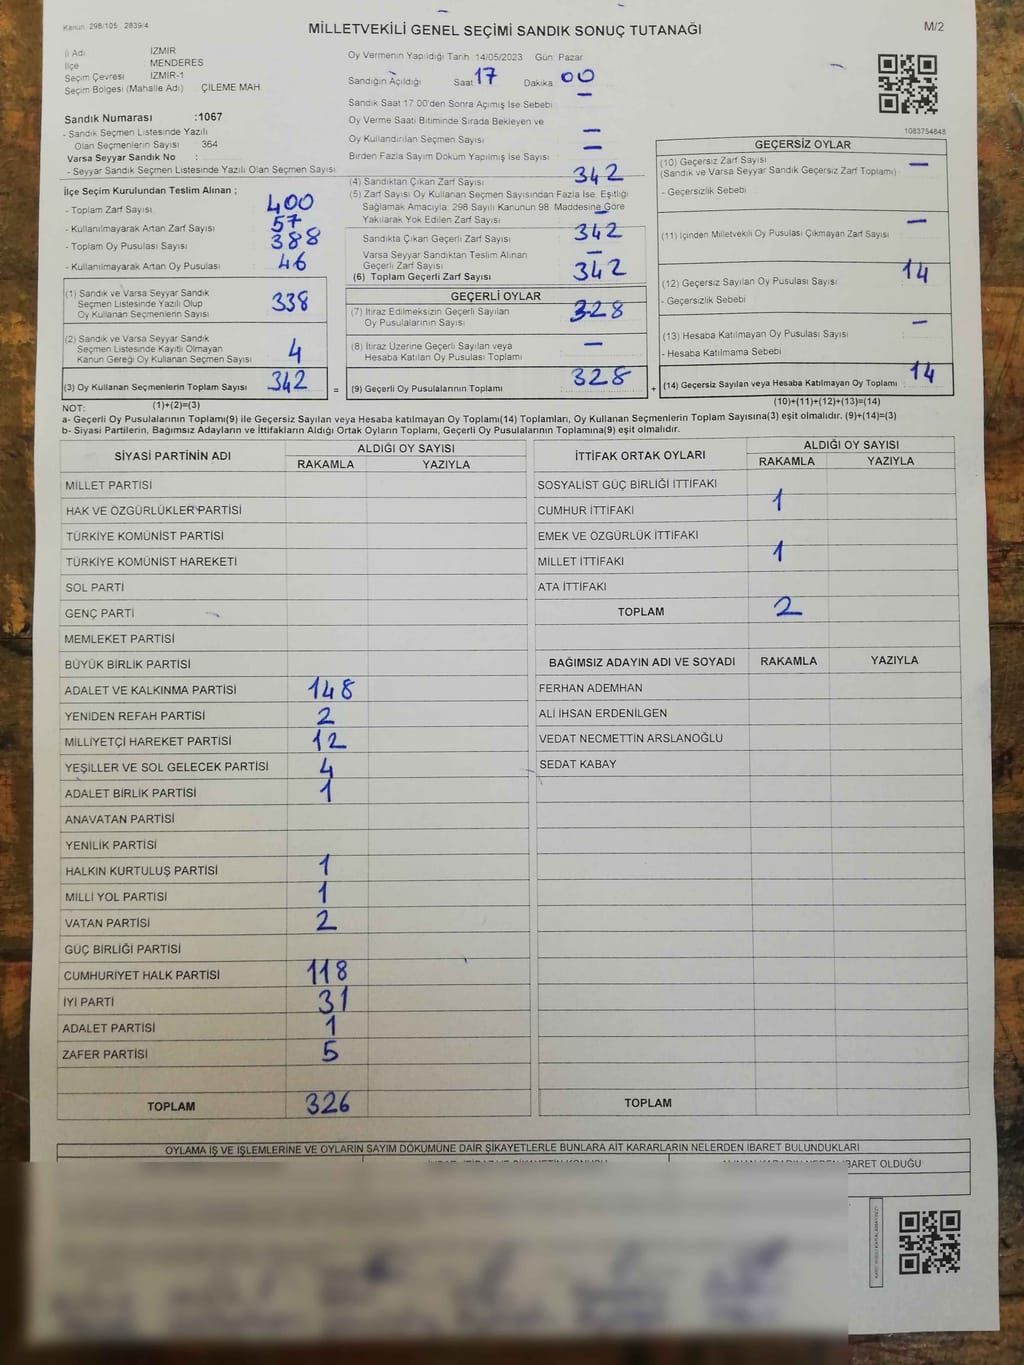 Kanun: 298/105 , 2839/4
MİLLETVEKİLİ GENEL SEÇİMİ SANDIK SONUÇ TUTANAĞI
M/2
İl Adı İZMİR
İlçe MENDERES
Seçim Çevresi İZMİR-1
Seçim Bölgesi (Mahalle Adı) ÇİLEME MAH.
Sandık Numarası :1067
- Sandık Seçmen Listesinde Yazılı
Olan Seçmenlerin Sayısı 364
Varsa Seyyar Sandık No :
- Seyyar Sandık Seçmen Listesinde Yazılı Olan Seçmen Sayısı
İlçe Seçim Kurulundan Teslim Alınan ;
- Toplam Zarf Sayısı 400
- Kullanılmayarak Artan Zarf Sayısı 57
- Toplam Oy Pusulası Sayısı 388
- Kullanılmayarak Artan Oy Pusulası 46
(1) Sandık ve Varsa Seyyar Sandık
Seçmen Listesinde Yazılı Olup
Oy Kullanan Seçmenlerin Sayısı 338
(2) Sandık ve Varsa Seyyar Sandık
Seçmen Listesinde Kayıtlı Olmayan
Kanun Gereği Oy Kullanan Seçmen Sayısı 4
(3) Oy Kullanan Seçmenlerin Toplam Sayısı 342 =
(1)+(2)=(3)
Oy Vermenin Yapıldığı Tarih 14/05/2023 Gün: Pazar
Sandığın Açıldığı Saat 17 Dakika 00
Sandık Saat 17:00'den Sonra Açılmış İse Sebebi —
Oy Verme Saati Bitiminde Sırada Bekleyen ve
Oy Kullandırılan Seçmen Sayısı —
Birden Fazla Sayım Döküm Yapılmış İse Sayısı —
(4) Sandıktan Çıkan Zarf Sayısı 342
(5) Zarf Sayısı Oy Kullanan Seçmen Sayısından Fazla İse, Eşitliği
Sağlamak Amacıyla; 298 Sayılı Kanunun 98. Maddesine Göre
Yakılarak Yok Edilen Zarf Sayısı —
Sandıkta Çıkan Geçerli Zarf Sayısı 342
Varsa Seyyar Sandıktan Teslim Alınan
Geçerli Zarf Sayısı —
(6) Toplam Geçerli Zarf Sayısı 342
GEÇERLİ OYLAR
(7) İtiraz Edilmeksizin Geçerli Sayılan
Oy Pusulalarının Sayısı 328
(8) İtiraz Üzerine Geçerli Sayılan veya
Hesaba Katılan Oy Pusulası Toplamı —
(9) Geçerli Oy Pusulalarının Toplamı 328 +
1083754848
GEÇERSİZ OYLAR
(10) Geçersiz Zarf Sayısı —
(Sandık ve Varsa Seyyar Sandık Geçersiz Zarf Toplamı)
- Geçersizlik Sebebi
(11) İçinden Milletvekili Oy Pusulası Çıkmayan Zarf Sayısı —
(12) Geçersiz Sayılan Oy Pusulası Sayısı 14
- Geçersizlik Sebebi
(13) Hesaba Katılmayan Oy Pusulası Sayısı —
- Hesaba Katılmama Sebebi
(14) Geçersiz Sayılan veya Hesaba Katılmayan Oy Toplamı 14
(10)+(11)+(12)+(13)=(14)
NOT:
a- Geçerli Oy Pusulalarının Toplamı(9) ile Geçersiz Sayılan veya Hesaba katılmayan Oy Toplamı(14) Toplamları, Oy Kullanan Seçmenlerin Toplam Sayısına(3) eşit olmalıdır. (9)+(14)=(3)
b- Siyasi Partilerin, Bağımsız Adayların ve İttifakların Aldığı Ortak Oyların Toplamı, Geçerli Oy Pusulalarının Toplamına(9) eşit olmalıdır.
SİYASİ PARTİNİN ADI ALDIĞI OY SAYISI
RAKAMLA YAZIYLA
MİLLET PARTİSİ
HAK VE ÖZGÜRLÜKLER PARTİSİ
TÜRKİYE KOMÜNİST PARTİSİ
TÜRKİYE KOMÜNİST HAREKETİ
SOL PARTİ
GENÇ PARTİ
MEMLEKET PARTİSİ
BÜYÜK BİRLİK PARTİSİ
ADALET VE KALKINMA PARTİSİ 148
YENİDEN REFAH PARTİSİ 2
MİLLİYETÇİ HAREKET PARTİSİ 12
YEŞİLLER VE SOL GELECEK PARTİSİ 4
ADALET BİRLİK PARTİSİ 1
ANAVATAN PARTİSİ
YENİLİK PARTİSİ
HALKIN KURTULUŞ PARTİSİ 1
MİLLİ YOL PARTİSİ 1
VATAN PARTİSİ 2
GÜÇ BİRLİĞİ PARTİSİ
CUMHURİYET HALK PARTİSİ 118
İYİ PARTİ 31
ADALET PARTİSİ 1
ZAFER PARTİSİ 5
TOPLAM 326
İTTİFAK ORTAK OYLARI ALDIĞI OY SAYISI
RAKAMLA YAZIYLA
SOSYALİST GÜÇ BİRLİĞİ İTTİFAKI
CUMHUR İTTİFAKI 1
EMEK VE ÖZGÜRLÜK İTTİFAKI
MİLLET İTTİFAKI 1
ATA İTTİFAKI
TOPLAM 2
BAĞIMSIZ ADAYIN ADI VE SOYADI RAKAMLA YAZIYLA
FERHAN ADEMHAN
ALİ İHSAN ERDENİLGEN
VEDAT NECMETTİN ARSLANOĞLU
SEDAT KABAY
TOPLAM
OYLAMA İŞ VE İŞLEMLERİNE VE OYLARIN SAYIM DÖKÜMÜNE DAİR ŞİKAYETLERLE BUNLARA AİT KARARLARIN NELERDEN İBARET BULUNDUKLARI
İBARET OLDUĞU